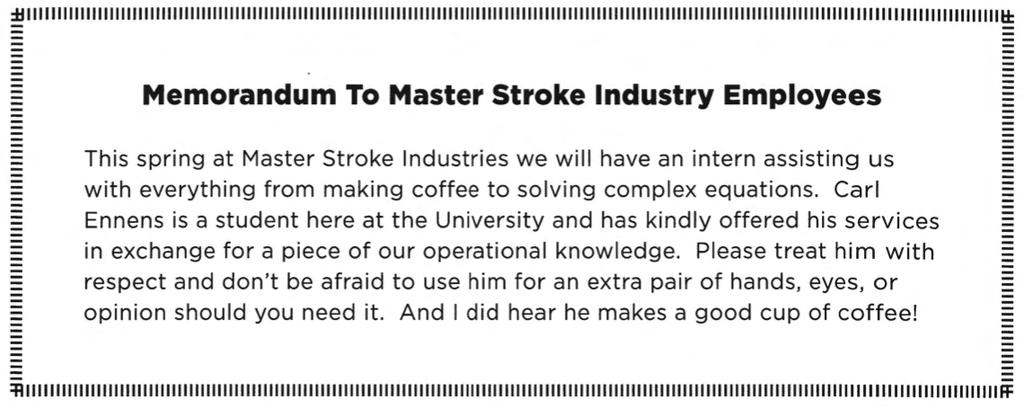 Memorandum To Master Stroke Industry Employees
This spring at Master Stroke Industries we will have an intern assisting us
with everything from making coffee to solving complex equations.  Carl
Ennens is a student here at the University and has kindly offered his services
in exchange for a piece of our operational knowledge.  Please treat him with
respect and don't be afraid to use him for an extra pair of hands, eyes, or
opinion should you need it.  And I did hear he makes a good cup of coffee!